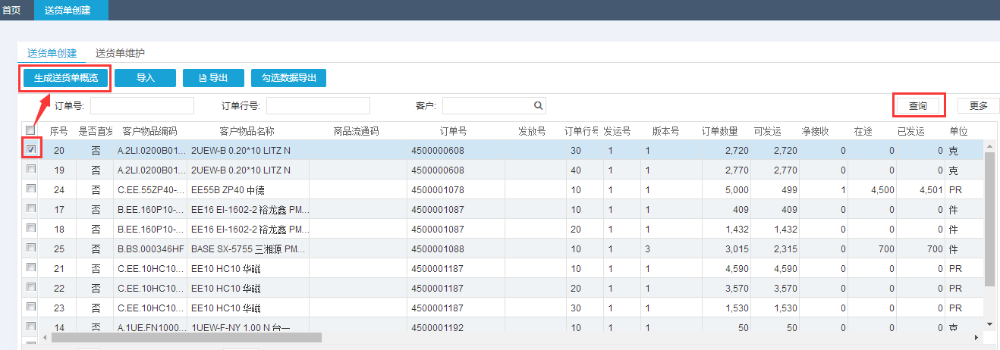 首页 送货单创建
送货单创建 送货单维护
生成送货单概览 导入 导出 勾选数据导出
订单号: 订单行号: 客户: 查询 更多
序号 是否直发 客户物品编码 客户物品名称 商品流通码 订单号 发放号 订单行号 发运号 版本号 订单数量 可发运 净接收 在途 已发运 单位
20 否 A.2LI.0200B01... 2UEW-B 0.20*10 LITZ N 4500000608 30 1 1 2,720 2,720 0 0 0 克
19 否 A.2LI.0200B01... 2UEW-B 0.20*10 LITZ N 4500000608 40 1 1 2,770 2,770 0 0 0 克
24 否 C.EE.55ZP40-... EE55B ZP40 中德 4500001078 10 1 1 5,000 499 1 4,500 4,501 PR
17 否 B.EE.160P10-... EE16 EI-1602-2 裕龙鑫 PM... 4500001087 10 1 1 409 409 0 0 0 件
18 否 B.EE.160P10-... EE16 EI-1602-2 裕龙鑫 PM... 4500001087 20 1 1 1,432 1,432 0 0 0 件
25 否 B.BS.000346HF BASE SX-5755 三湘源 PM... 4500001088 10 1 3 3,015 2,315 0 700 700 件
21 否 C.EE.10HC10... EE10 HC10 华磁 4500001187 10 1 1 4,590 4,590 0 0 0 PR
22 否 C.EE.10HC10... EE10 HC10 华磁 4500001187 20 1 1 3,570 3,570 0 0 0 PR
23 否 C.EE.10HC10... EE10 HC10 华磁 4500001187 30 1 1 1,530 1,530 0 0 0 PR
14 否 A.1UE.FN1000... 1UEW-F-NY 1.00 N 台一 4500001192 10 1 1 50 50 0 0 0 克